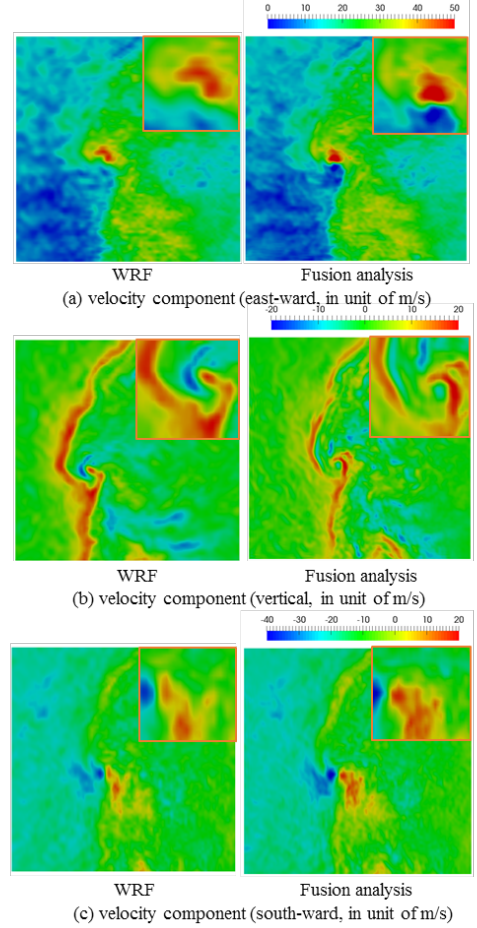 0 10 20 30 40 50
WRF Fusion analysis
(a) velocity component (east-ward, in unit of m/s)
-20 -10 0 10 20
WRF Fusion analysis
(b) velocity component (vertical, in unit of m/s)
-40 -30 -20 -10 0 10 20
WRF Fusion analysis
(c) velocity component (south-ward, in unit of m/s)